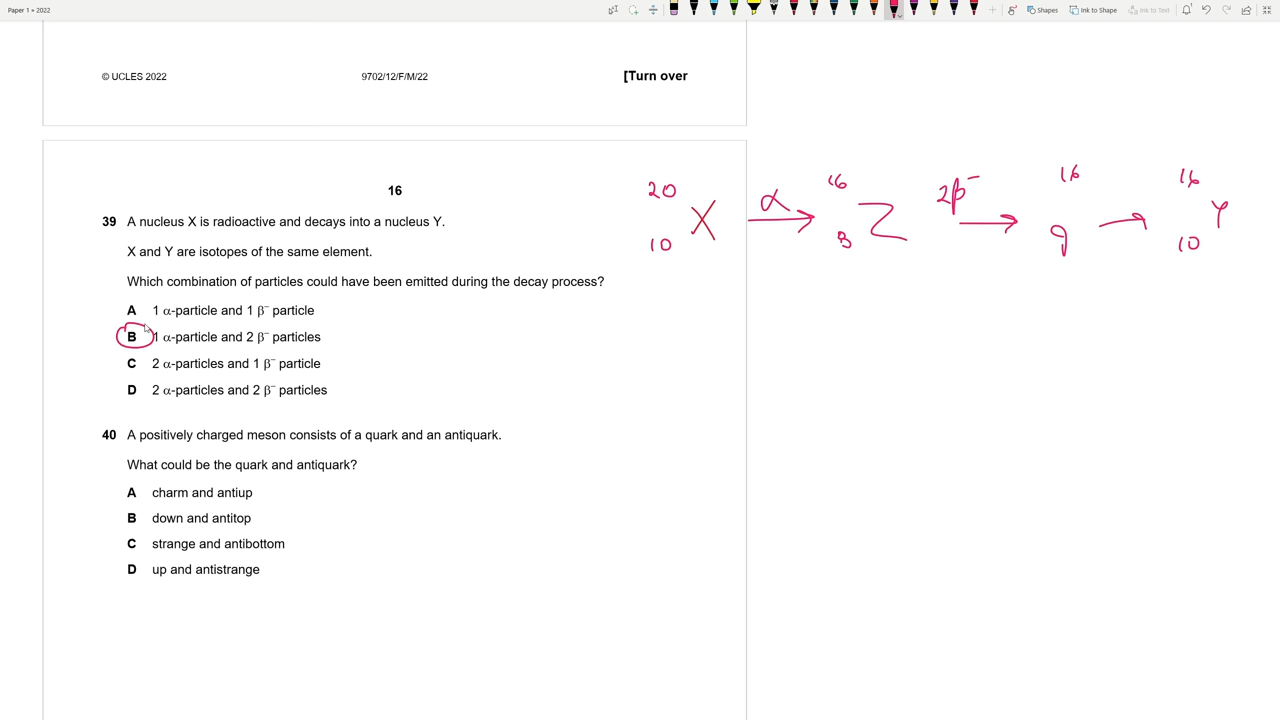 Paper 1 » 2022
Shapes
Ink to Shape
Ink to Text
© UCLES 2022
9702/12/F/M/22
[Turn over
16
39 A nucleus X is radioactive and decays into a nucleus Y.
X and Y are isotopes of the same element.
Which combination of particles could have been emitted during the decay process?
A 1 α-particle and 1 β⁻ particle
B 1 α-particle and 2 β⁻ particles
C 2 α-particles and 1 β⁻ particle
D 2 α-particles and 2 β⁻ particles
40 A positively charged meson consists of a quark and an antiquark.
What could be the quark and antiquark?
A charm and antiup
B down and antitop
C strange and antibottom
D up and antistrange
20 16 16 16
X α→ Z 2β⁻→ → Y
10 8 9 10